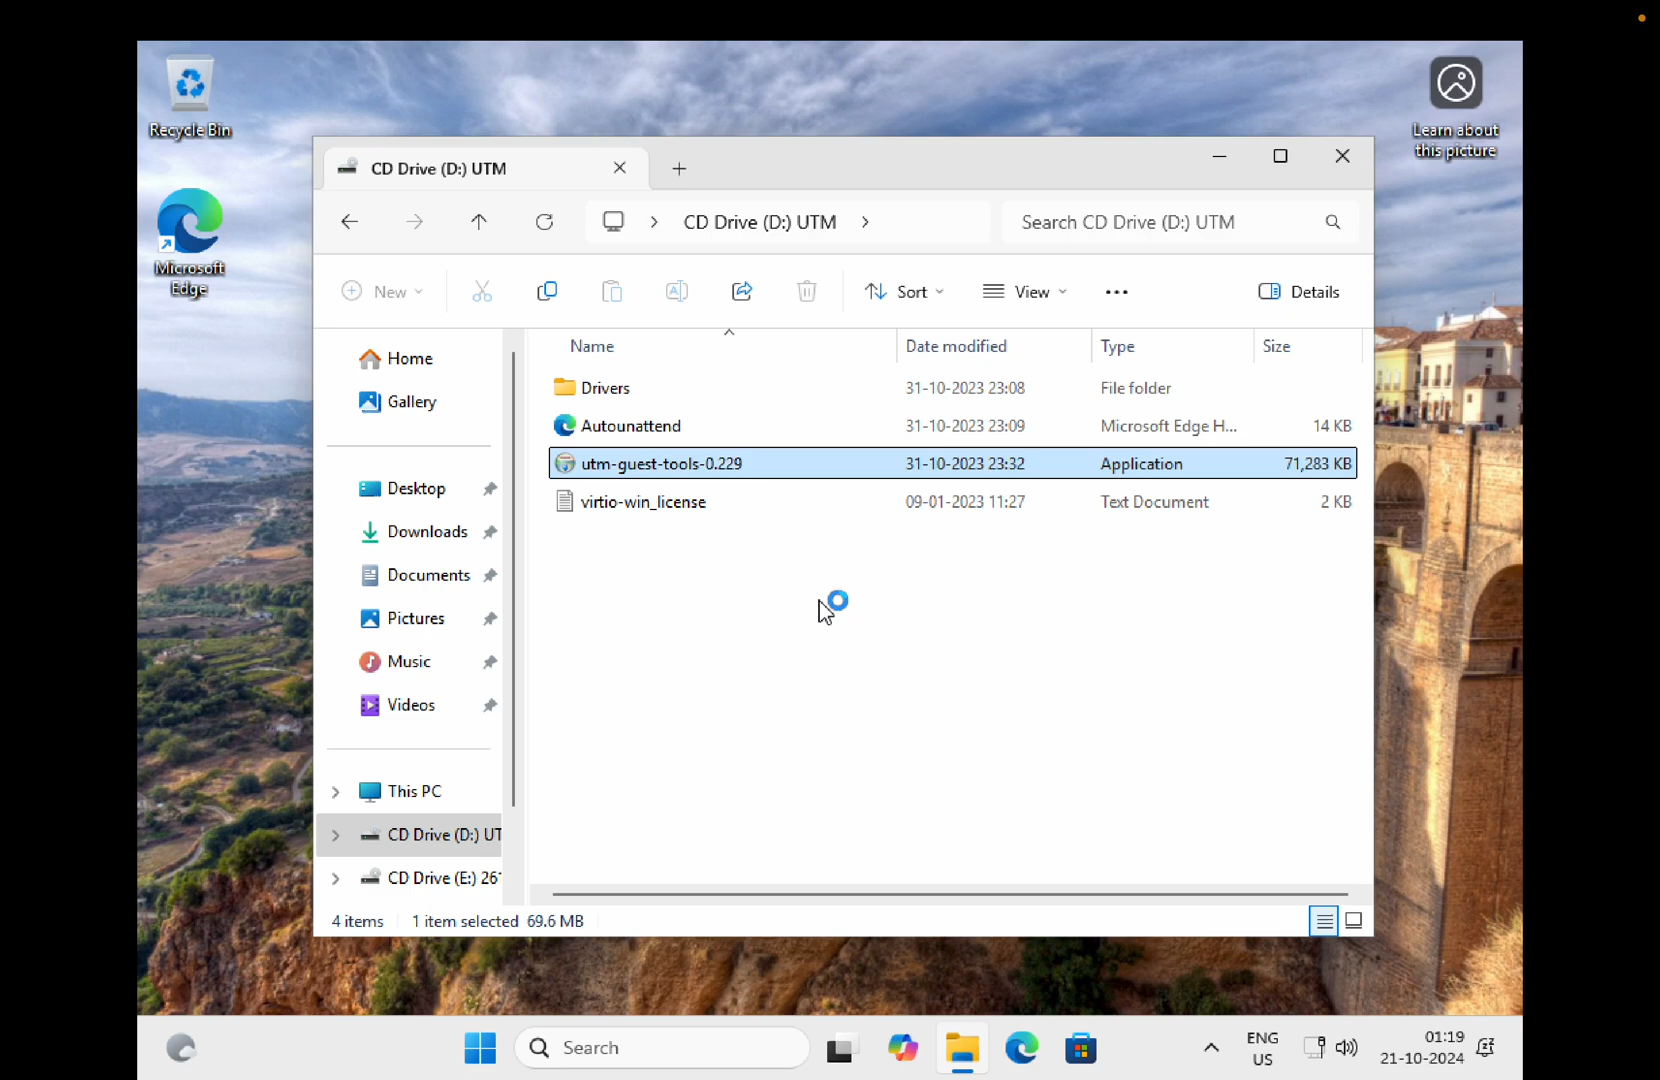 Recycle Bin
Microsoft
Edge
Learn about
this picture
CD Drive (D:) UTM
CD Drive (D:) UTM
Search CD Drive (D:) UTM
New
Sort
View
Details
Name Date modified Type Size
Drivers 31-10-2023 23:08 File folder
Autounattend 31-10-2023 23:09 Microsoft Edge H... 14 KB
utm-guest-tools-0.229 31-10-2023 23:32 Application 71,283 KB
virtio-win_license 09-01-2023 11:27 Text Document 2 KB
Home
Gallery
Desktop
Downloads
Documents
Pictures
Music
Videos
This PC
CD Drive (D:) UT
CD Drive (E:) 26
4 items 1 item selected 69.6 MB
Search
ENG
US
01:19
21-10-2024